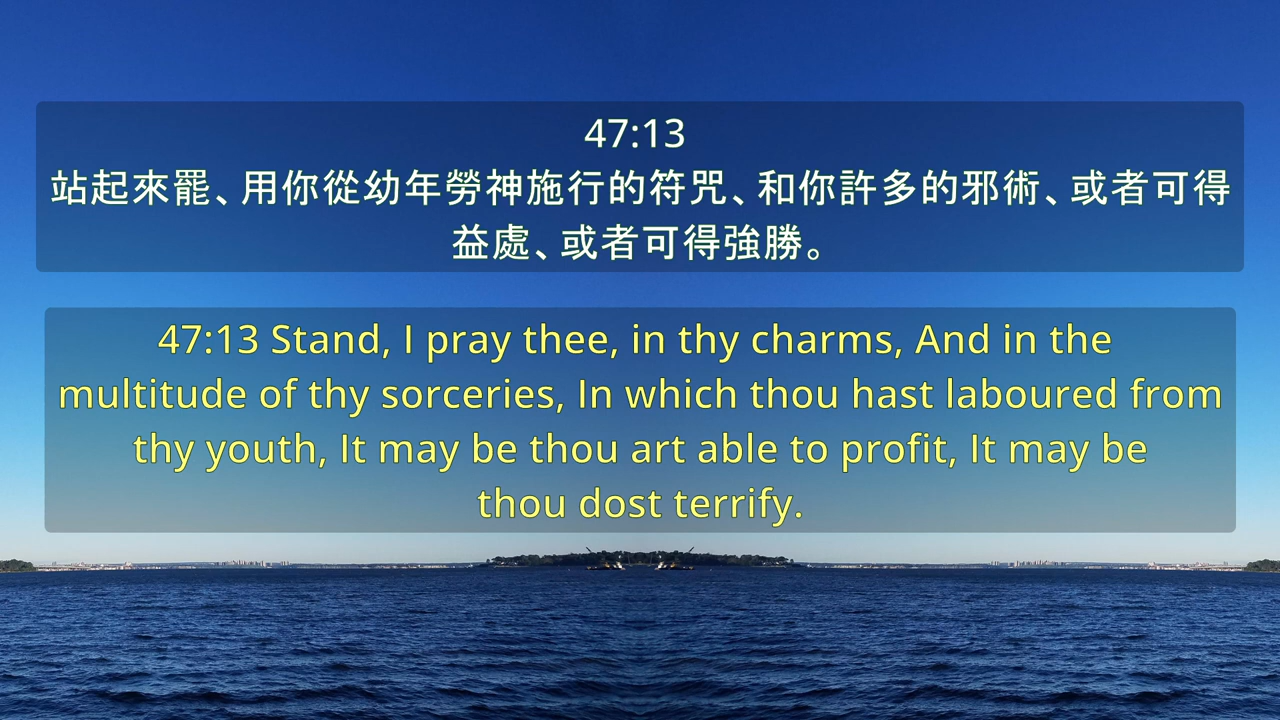 47:13
站起來罷、用你從幼年勞神施行的符咒、和你許多的邪術、或者可得
益處、或者可得強勝。
47:13 Stand, I pray thee, in thy charms, And in the
multitude of thy sorceries, In which thou hast laboured from
thy youth, It may be thou art able to profit, It may be
thou dost terrify.